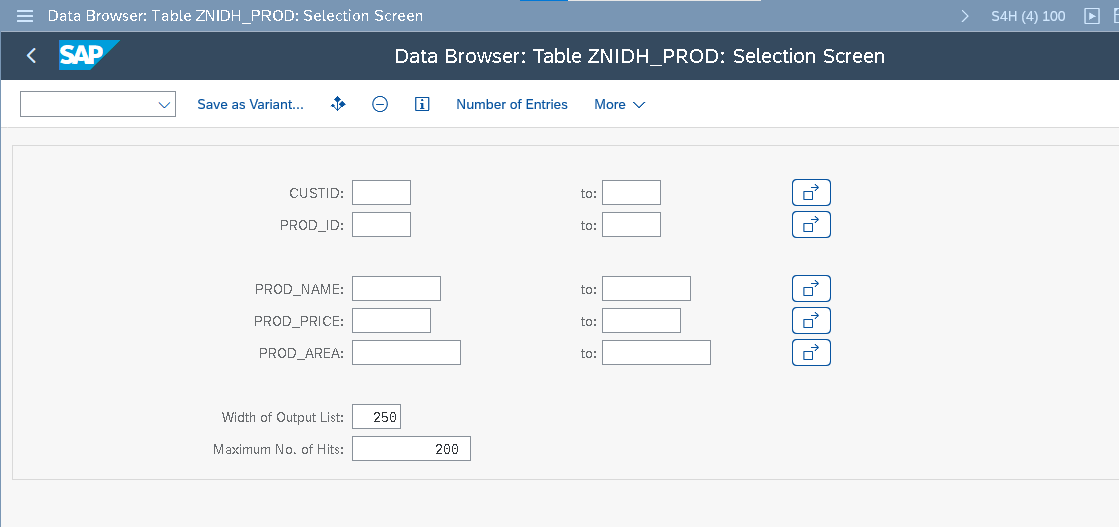 Data Browser: Table ZNIDH_PROD: Selection Screen
S4H (4) 100
SAP
Data Browser: Table ZNIDH_PROD: Selection Screen
Save as Variant...
Number of Entries
More
CUSTID:
to:
PROD_ID:
to:
PROD_NAME:
to:
PROD_PRICE:
to:
PROD_AREA:
to:
Width of Output List: 250
Maximum No. of Hits: 200